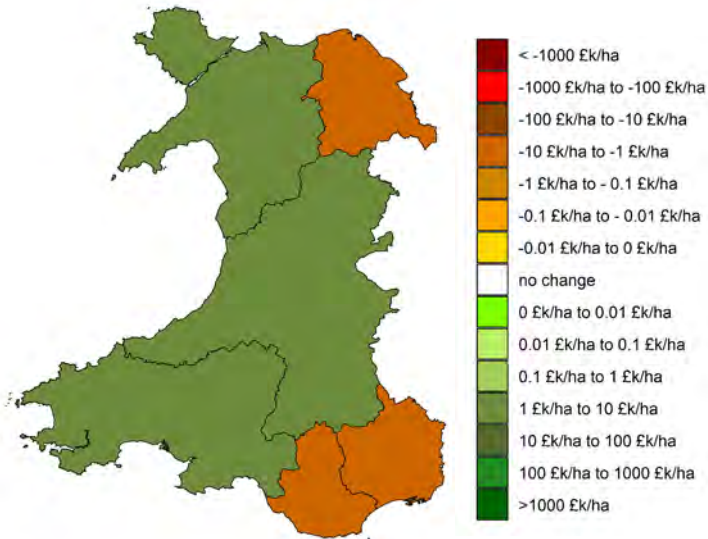 < -1000 £k/ha
-1000 £k/ha to -100 £k/ha
-100 £k/ha to -10 £k/ha
-10 £k/ha to -1 £k/ha
-1 £k/ha to - 0.1 £k/ha
-0.1 £k/ha to - 0.01 £k/ha
-0.01 £k/ha to 0 £k/ha
no change
0 £k/ha to 0.01 £k/ha
0.01 £k/ha to 0.1 £k/ha
0.1 £k/ha to 1 £k/ha
1 £k/ha to 10 £k/ha
10 £k/ha to 100 £k/ha
100 £k/ha to 1000 £k/ha
>1000 £k/ha